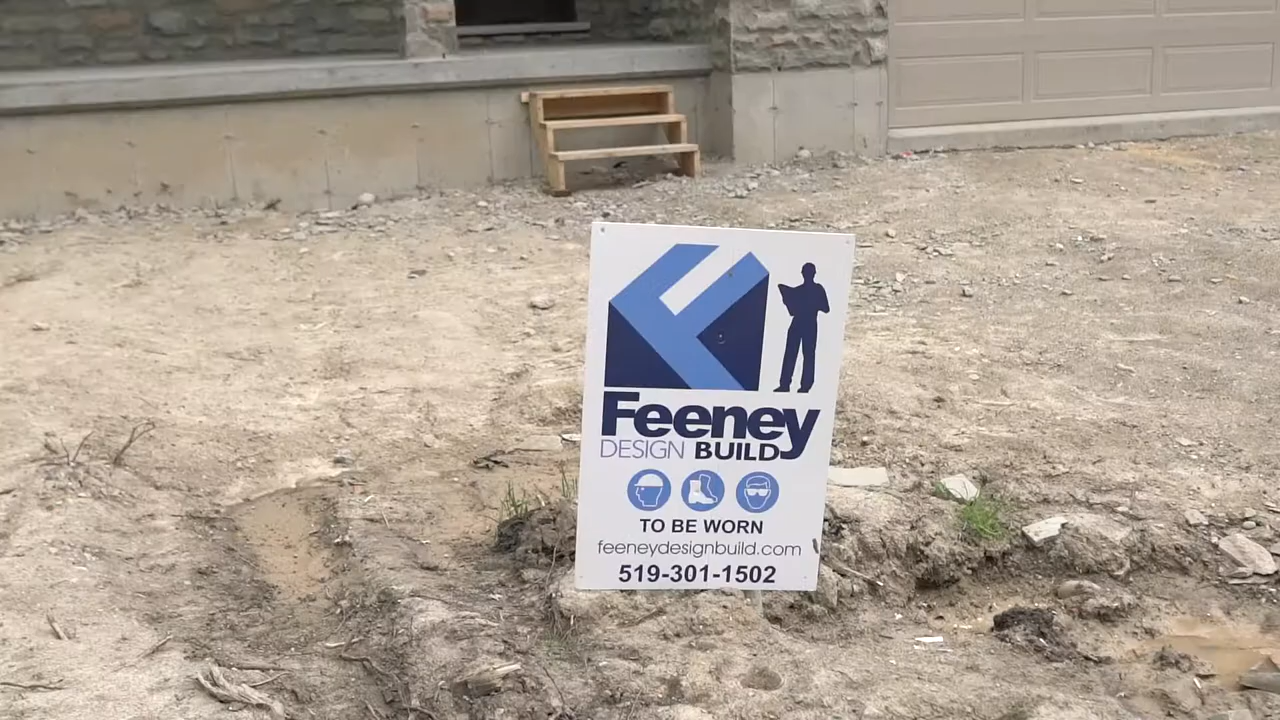 Feeney
DESIGN BUILD
TO BE WORN
feeneydesignbuild.com
519-301-1502